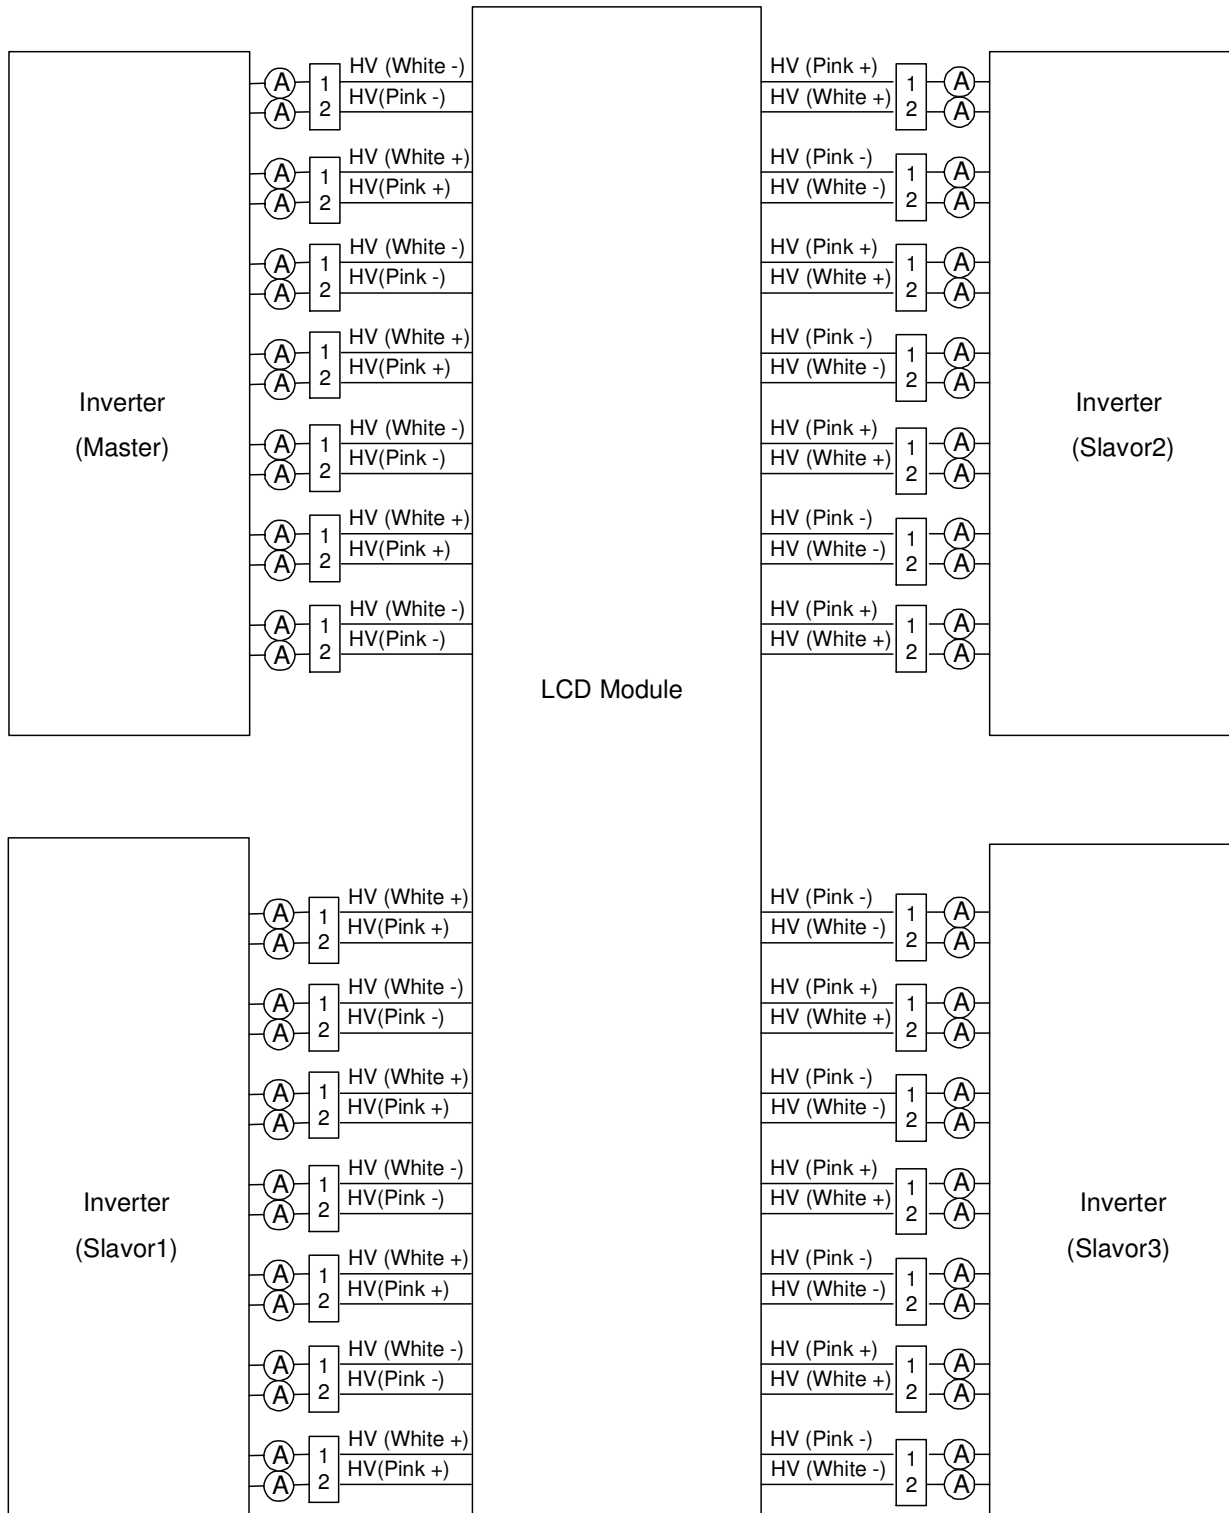 HV (White -)
A 1
HV(Pink -)
A 2
HV (White +)
A 1
HV(Pink +)
A 2
HV (White -)
A 1
HV(Pink -)
A 2
HV (White +)
A 1
HV(Pink +)
A 2
HV (White -)
A 1
HV(Pink -)
A 2
HV (White +)
A 1
HV(Pink +)
A 2
HV (White -)
A 1
HV(Pink -)
A 2
Inverter
(Master)
LCD Module
HV (Pink +)
1 A
HV (White +)
2 A
HV (Pink -)
1 A
HV (White -)
2 A
HV (Pink +)
1 A
HV (White +)
2 A
HV (Pink -)
1 A
HV (White -)
2 A
HV (Pink +)
1 A
HV (White +)
2 A
HV (Pink -)
1 A
HV (White -)
2 A
HV (Pink +)
1 A
HV (White +)
2 A
Inverter
(Slavor2)
HV (White +)
A 1
HV(Pink +)
A 2
HV (White -)
A 1
HV(Pink -)
A 2
HV (White +)
A 1
HV(Pink +)
A 2
HV (White -)
A 1
HV(Pink -)
A 2
HV (White +)
A 1
HV(Pink +)
A 2
HV (White -)
A 1
HV(Pink -)
A 2
HV (White +)
A 1
HV(Pink +)
A 2
Inverter
(Slavor1)
HV (Pink -)
1 A
HV (White -)
2 A
HV (Pink +)
1 A
HV (White +)
2 A
HV (Pink -)
1 A
HV (White -)
2 A
HV (Pink +)
1 A
HV (White +)
2 A
HV (Pink -)
1 A
HV (White -)
2 A
HV (Pink +)
1 A
HV (White +)
2 A
HV (Pink -)
1 A
HV (White -)
2 A
Inverter
(Slavor3)